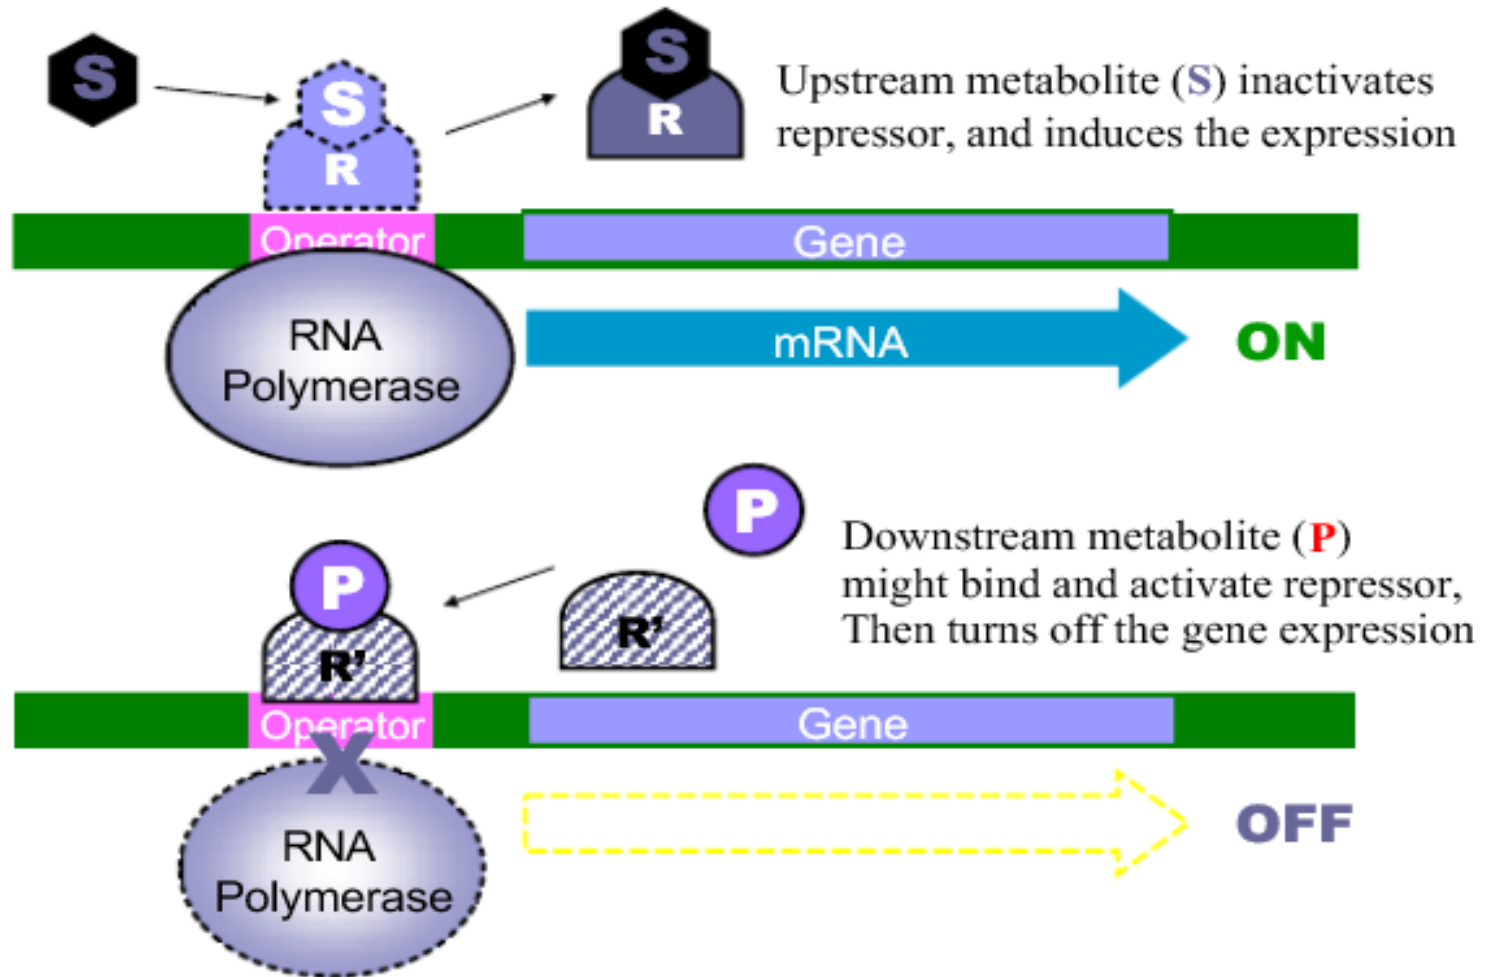 S
S
R
S
R
Upstream metabolite (S) inactivates
repressor, and induces the expression
Operator
Gene
RNA
Polymerase
mRNA
ON
P
P
R'
R'
Downstream metabolite (P)
might bind and activate repressor,
Then turns off the gene expression
Operator
Gene
X
RNA
Polymerase
OFF